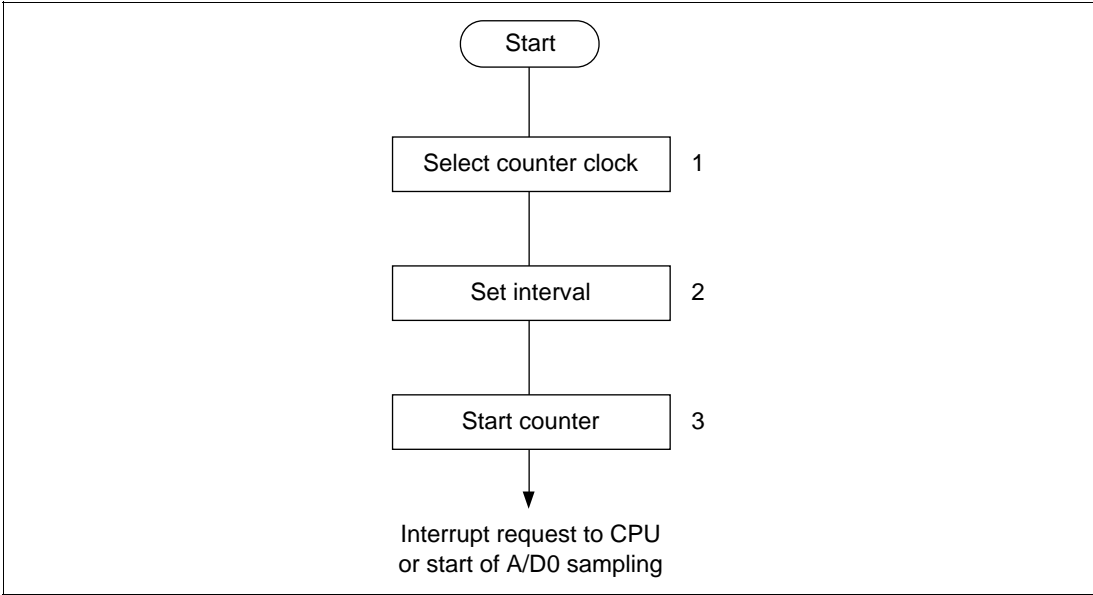 Start
Select counter clock 1
Set interval 2
Start counter 3
Interrupt request to CPU
or start of A/D0 sampling